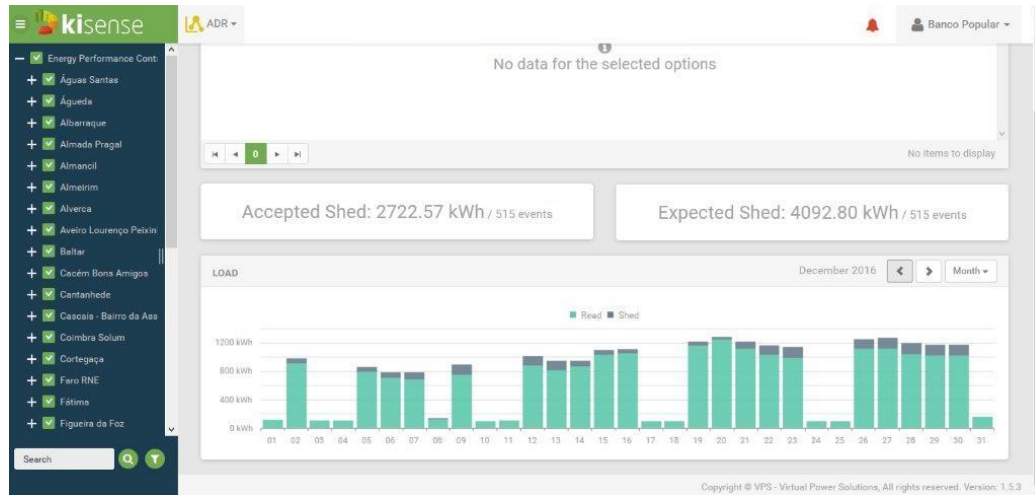 kisense
ADR
Banco Popular
Energy Performance Cont
Águas Santas
Águeda
Albarraque
Almada Pragal
Almancil
Almeirim
Alverca
Aveiro Lourenço Peixin
Baltar
Cacém Bons Amigos
Cantanhede
Cascais - Bairro da Ass
Coimbra Solum
Cortegaça
Faro RNE
Fátima
Figueira da Foz
Search
No data for the selected options
0
No items to display
Accepted Shed: 2722.57 kWh / 515 events
Expected Shed: 4092.80 kWh / 515 events
LOAD
December 2016
Month
Read Shed
1200 kWh
800 kWh
400 kWh
0 kWh
01 02 03 04 05 06 07 08 09 10 11 12 13 14 15 16 17 18 19 20 21 22 23 24 25 26 27 28 29 30 31
Copyright © VPS - Virtual Power Solutions, All rights reserved. Version: 1.5.3